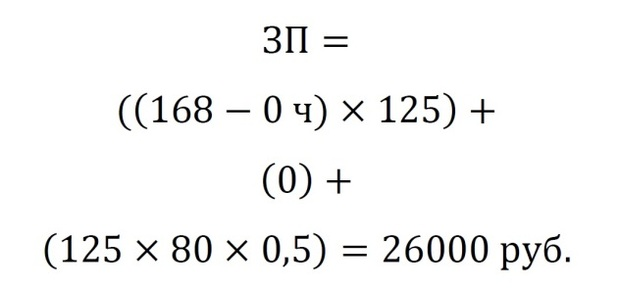 ЗП =
((168 − 0 ч) × 125) +
(0) +
(125 × 80 × 0,5) = 26000 руб.